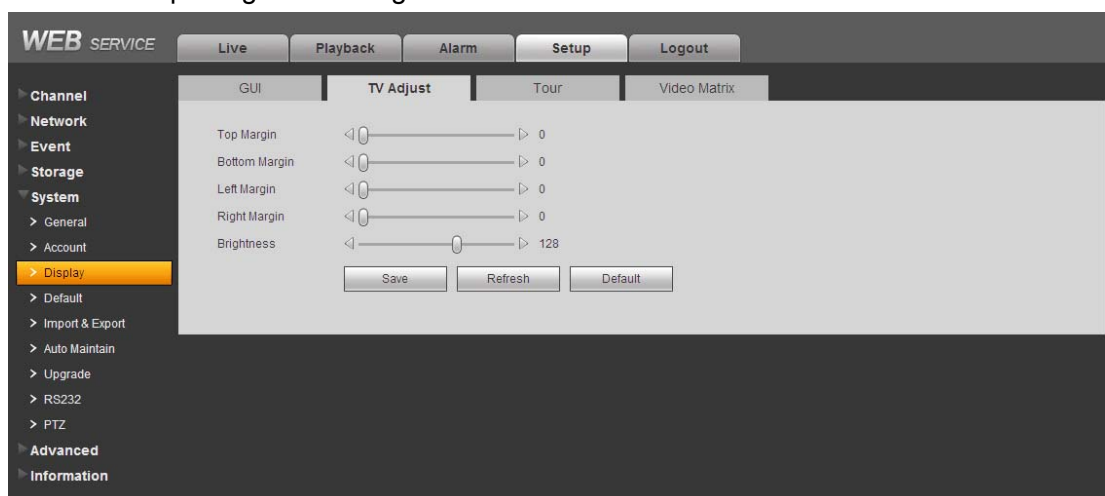 WEB SERVICE
Live Playback Alarm Setup Logout
GUI TV Adjust Tour Video Matrix
Channel
Network
Event
Storage
System
> General
> Account
> Display
> Default
> Import & Export
> Auto Maintain
> Upgrade
> RS232
> PTZ
Advanced
Information
Top Margin 0
Bottom Margin 0
Left Margin 0
Right Margin 0
Brightness 128
Save Refresh Default